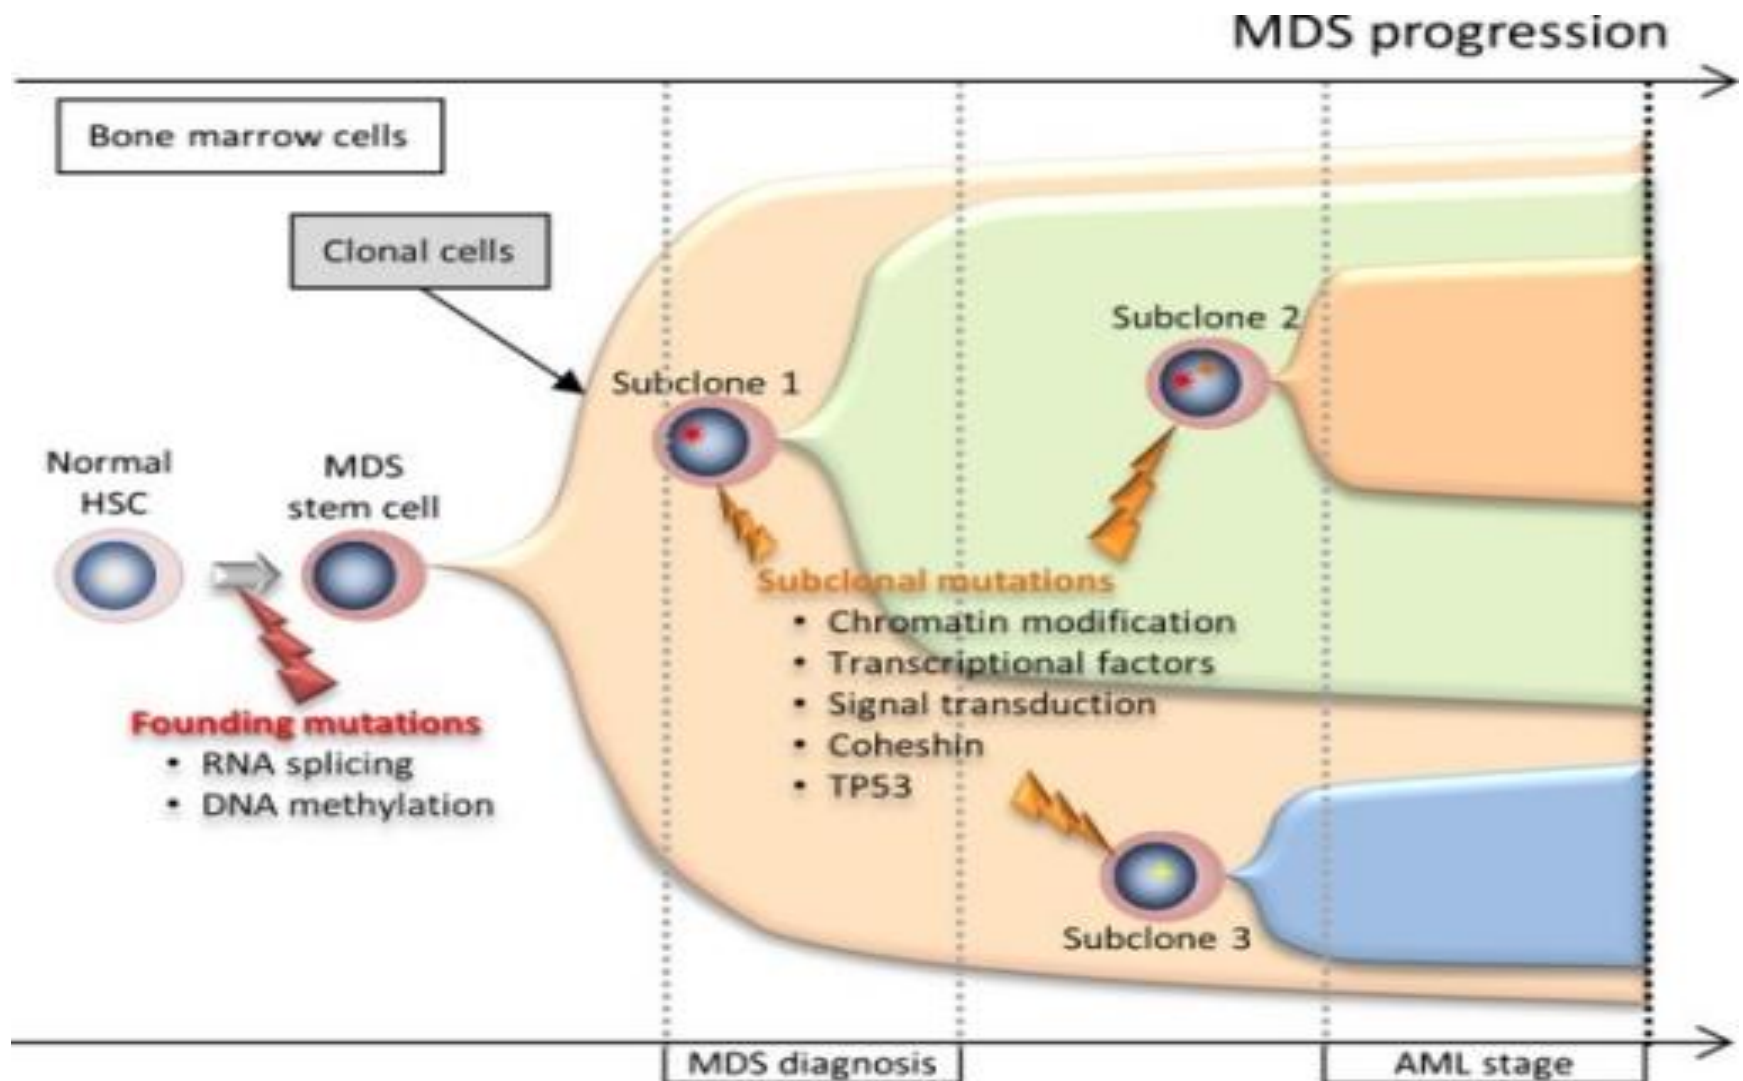 MDS progression
Bone marrow cells
Clonal cells
Subclone 2
Subclone 1
Normal
HSC
MDS
stem cell
Subclonal mutations
• Chromatin modification
• Transcriptional factors
• Signal transduction
• Coheshin
• TP53
Founding mutations
• RNA splicing
• DNA methylation
Subclone 3
MDS diagnosis
AML stage